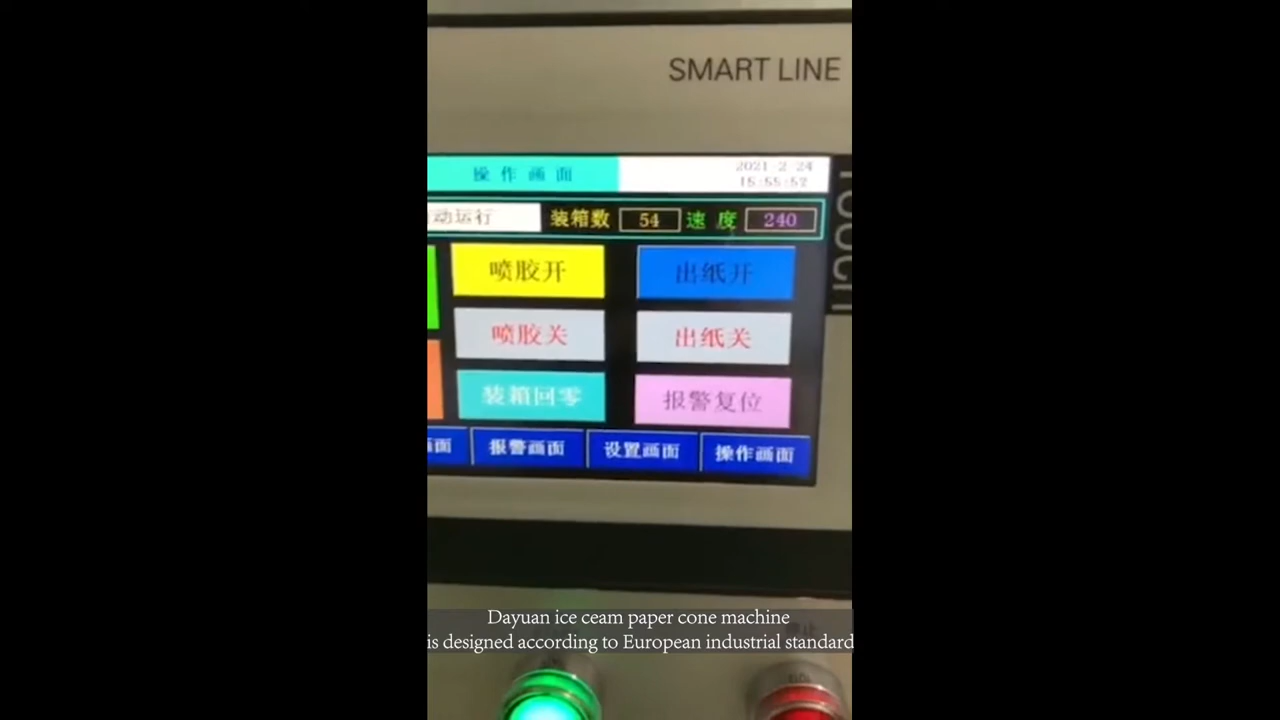 SMART LINE
TOUCH
操作画面
2021-2-24
15:55:57
动运行 装箱数 54 速度 240
喷胶开 出纸开
喷胶关 出纸关
装箱回零 报警复位
画面 报警画面 设置画面 操作画面
Dayuan ice ceam paper cone machine
is designed according to European industrial standard